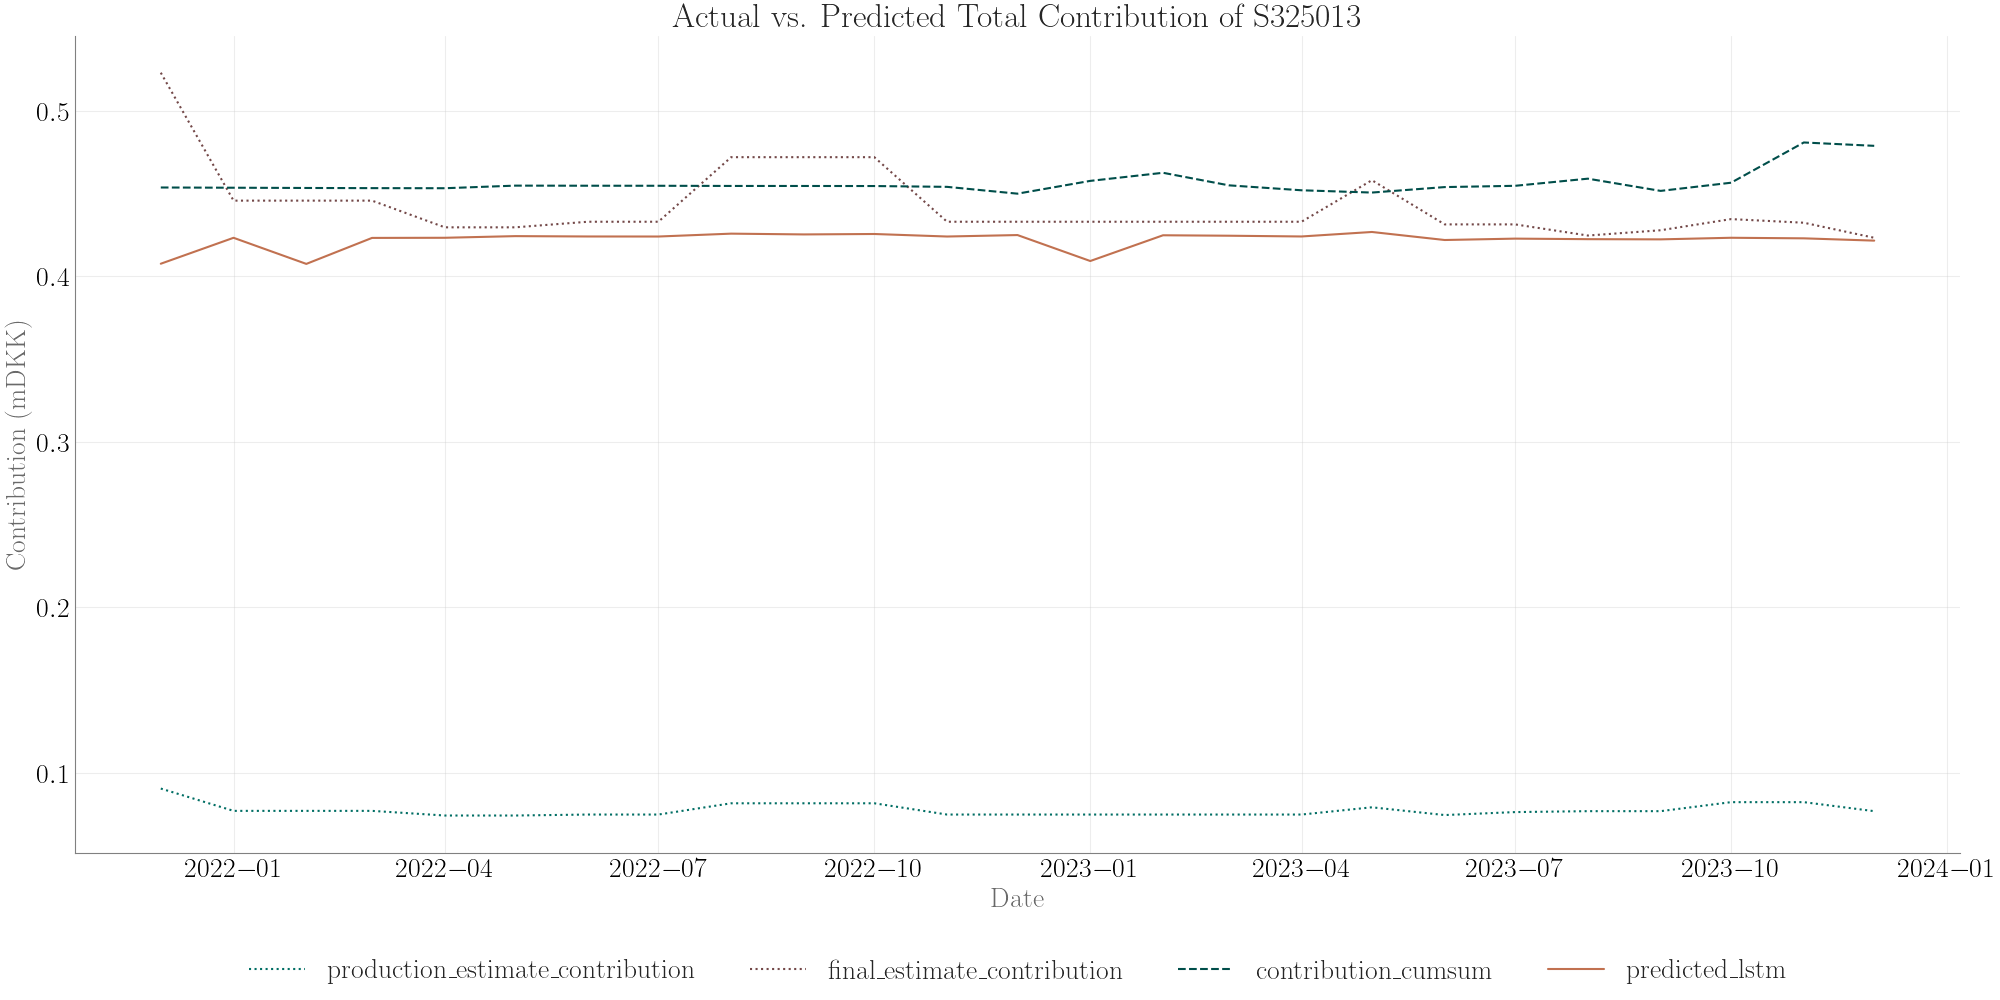 Actual vs. Predicted Total Contribution of S325013
Contribution (mDKK)
0.5
0.4
0.3
0.2
0.1
2022−01 2022−04 2022−07 2022−10 2023−01 2023−04 2023−07 2023−10 2024−01
Date
production_estimate_contribution final_estimate_contribution contribution_cumsum predicted_lstm